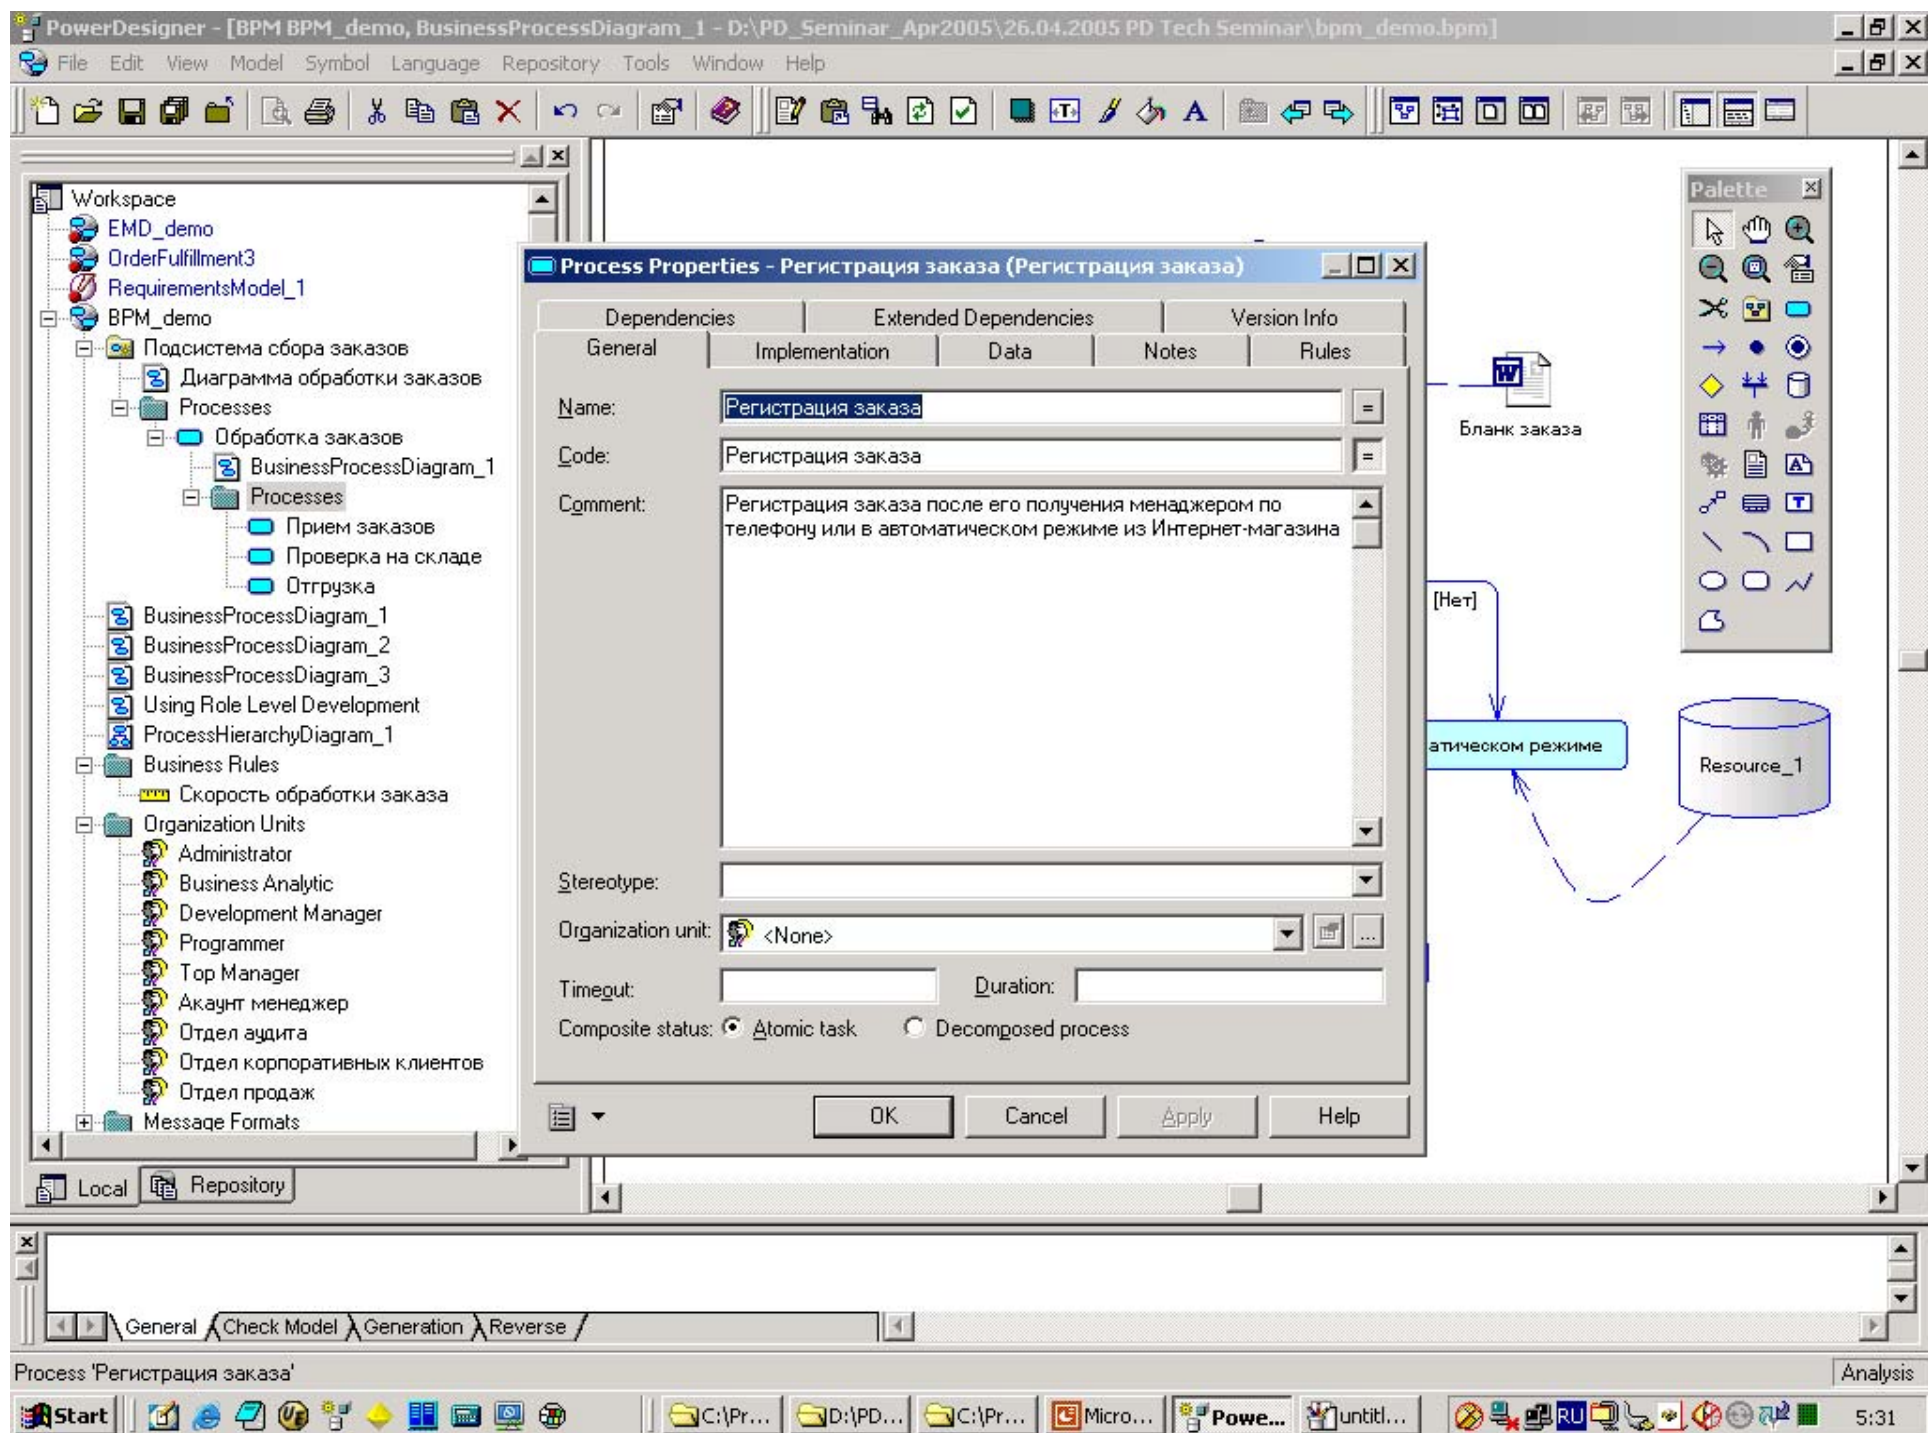 PowerDesigner - [BPM BPM_demo, BusinessProcessDiagram_1 - D:\PD_Seminar_Apr2005\26.04.2005 PD Tech Seminar\bpm_demo.bpm]
File Edit View Model Symbol Language Repository Tools Window Help
Workspace
EMD_demo
OrderFulfillment3
RequirementsModel_1
BPM_demo
Подсистема сбора заказов
Диаграмма обработки заказов
Processes
Обработка заказов
BusinessProcessDiagram_1
Processes
Прием заказов
Проверка на складе
Отгрузка
BusinessProcessDiagram_1
BusinessProcessDiagram_2
BusinessProcessDiagram_3
Using Role Level Development
ProcessHierarchyDiagram_1
Business Rules
Скорость обработки заказа
Organization Units
Administrator
Business Analytic
Development Manager
Programmer
Top Manager
Акаунт менеджер
Отдел аудита
Отдел корпоративных клиентов
Отдел продаж
Message Formats
Local Repository
Process Properties - Регистрация заказа (Регистрация заказа)
Dependencies Extended Dependencies Version Info
General Implementation Data Notes Rules
Name: Регистрация заказа =
Code: Регистрация заказа =
Comment: Регистрация заказа после его получения менаджером по
телефону или в автоматическом режиме из Интернет-магазина
Stereotype:
Organization unit: <None> ...
Timeout: Duration:
Composite status: Atomic task Decomposed process
OK Cancel Apply Help
Palette
Бланк заказа
[Нет]
атическом режиме
Resource_1
General Check Model Generation Reverse
Process 'Регистрация заказа' Analysis
Start C:\Pr... D:\PD... C:\Pr... Micro... Powe... untitl... RU 5:31